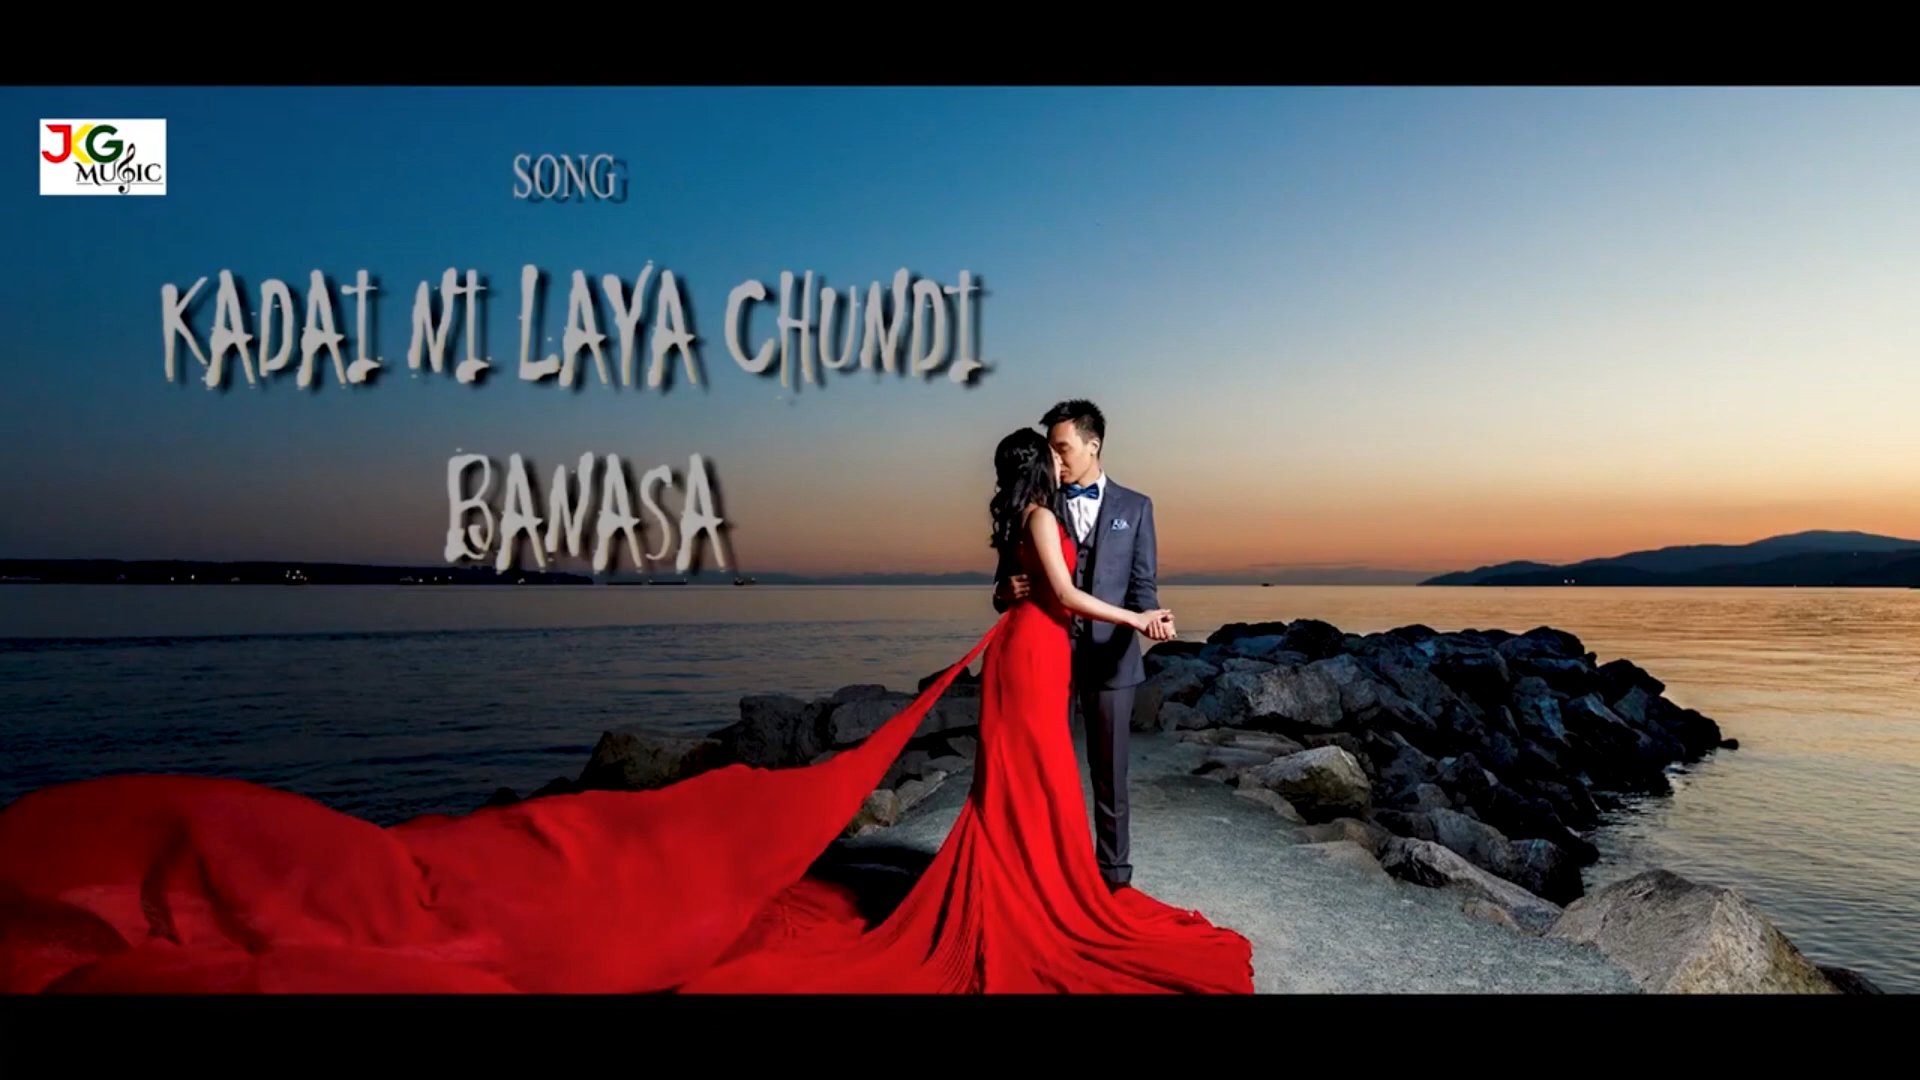 JKG
MUSIC
SONG
KADAI NI LAYA CHUNDI
BANASA